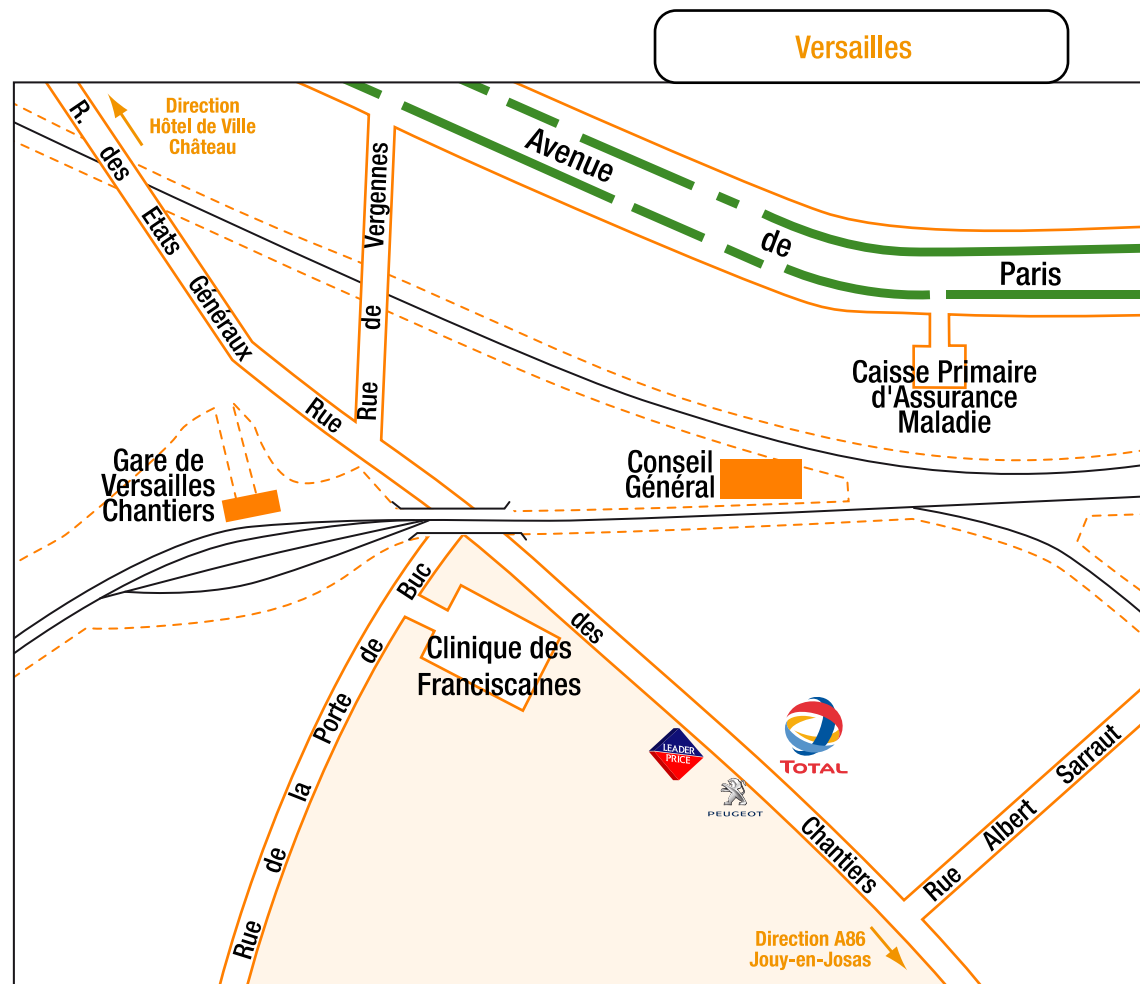 Versailles
Direction
Hôtel de Ville
Château
R. des Etats Généraux
Rue de Vergennes
Avenue de Paris
Caisse Primaire
d'Assurance
Maladie
Gare de
Versailles
Chantiers
Conseil
Général
Rue des Chantiers
Rue de la Porte de Buc
Clinique des
Franciscaines
LEADER
PRICE
PEUGEOT
TOTAL
Rue Albert Sarraut
Direction A86
Jouy-en-Josas